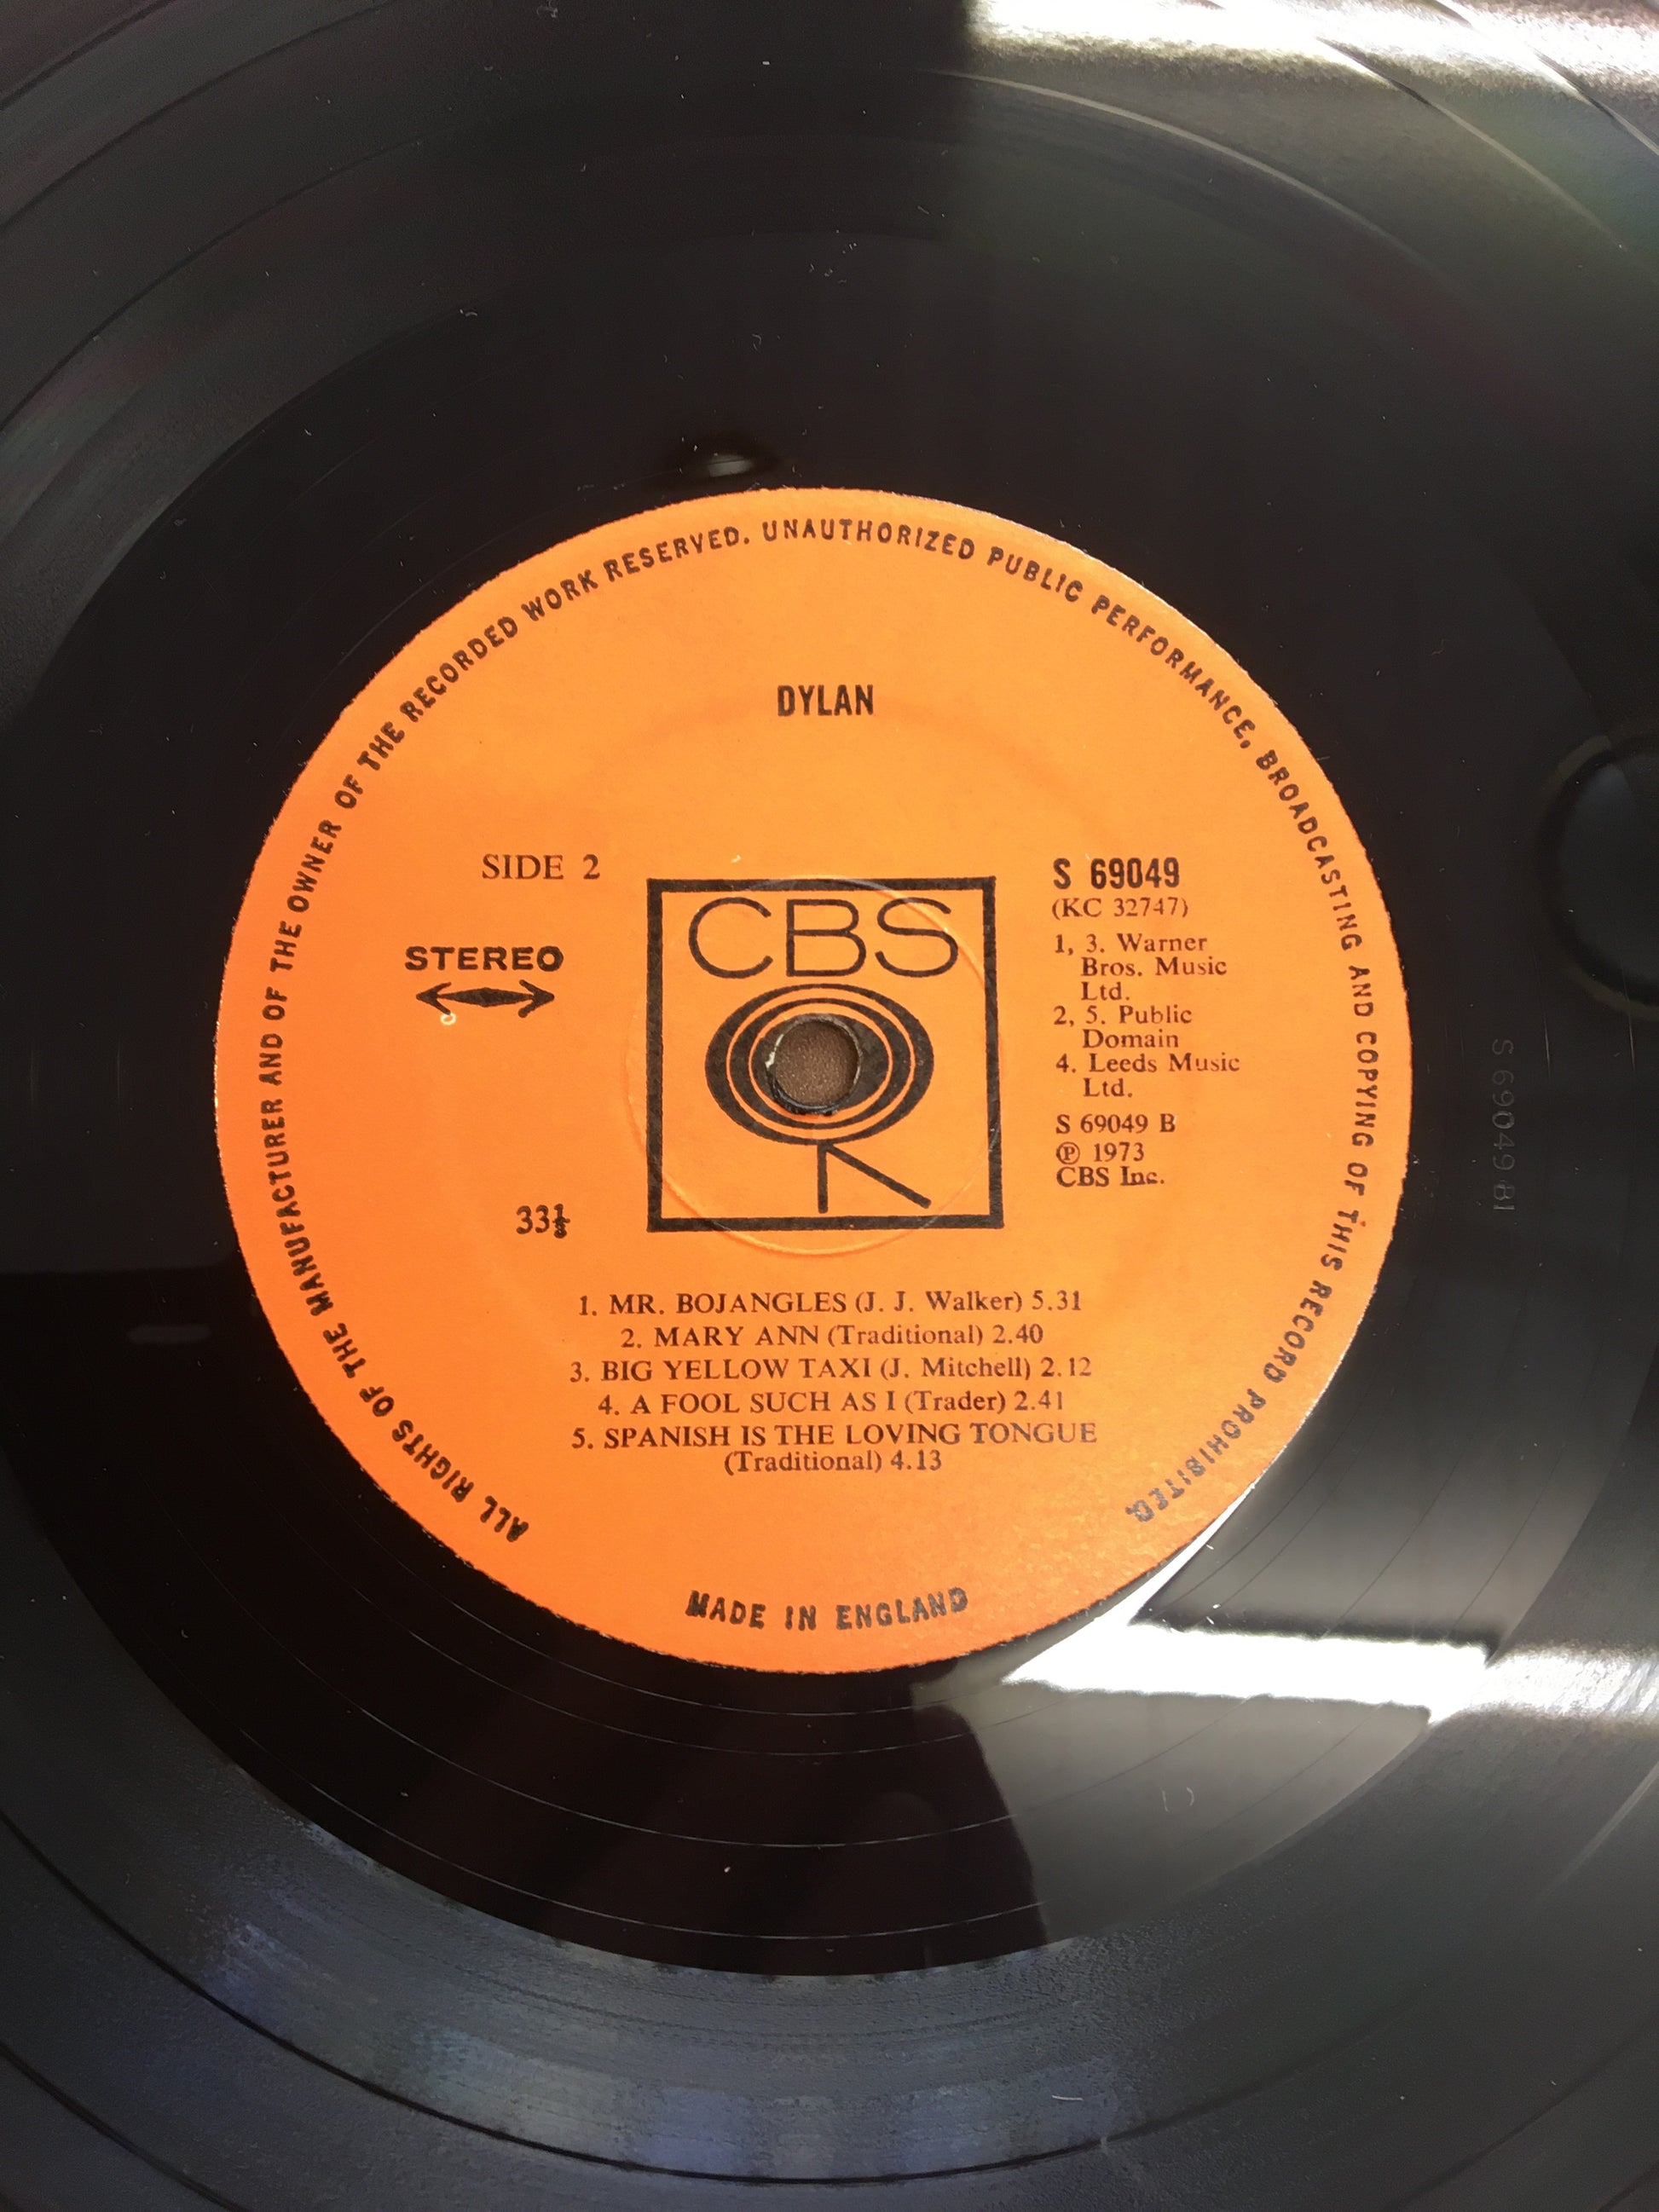 ALL RIGHTS OF THE MANUFACTURER AND OF THE OWNER OF THE RECORDED WORK RESERVED. UNAUTHORIZED PUBLIC PERFORMANCE, BROADCASTING AND COPYING OF THIS RECORD PROHIBITED.
DYLAN
SIDE 2
STEREO
33⅓
CBS
S 69049
(KC 32747)
1, 3. Warner
Bros. Music
Ltd.
2, 5. Public
Domain
4. Leeds Music
Ltd.
S 69049 B
℗ 1973
CBS Inc.
1. MR. BOJANGLES (J. J. Walker) 5.31
2. MARY ANN (Traditional) 2.40
3. BIG YELLOW TAXI (J. Mitchell) 2.12
4. A FOOL SUCH AS I (Trader) 2.41
5. SPANISH IS THE LOVING TONGUE
(Traditional) 4.13
MADE IN ENGLAND
S 69049 B1